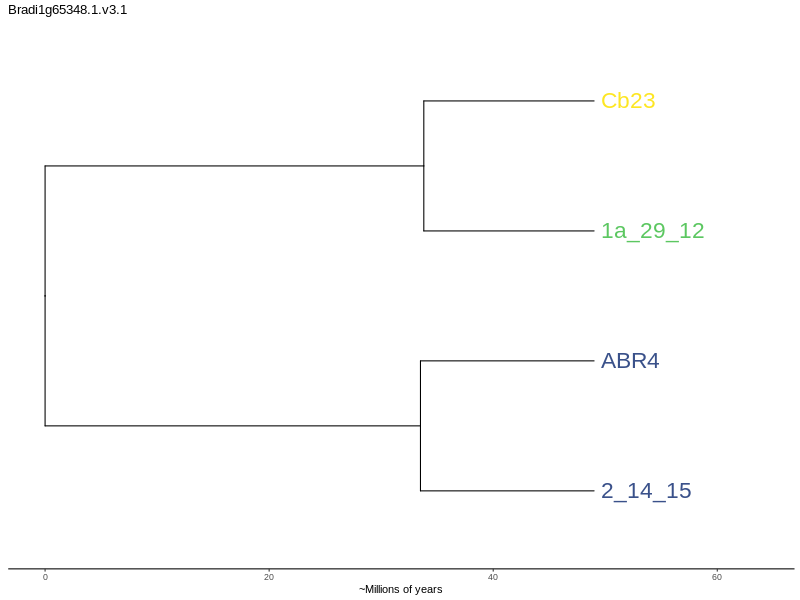 Bradi1g65348.1.v3.1
Cb23
1a_29_12
ABR4
2_14_15
0 20 40 60
~Millions of years